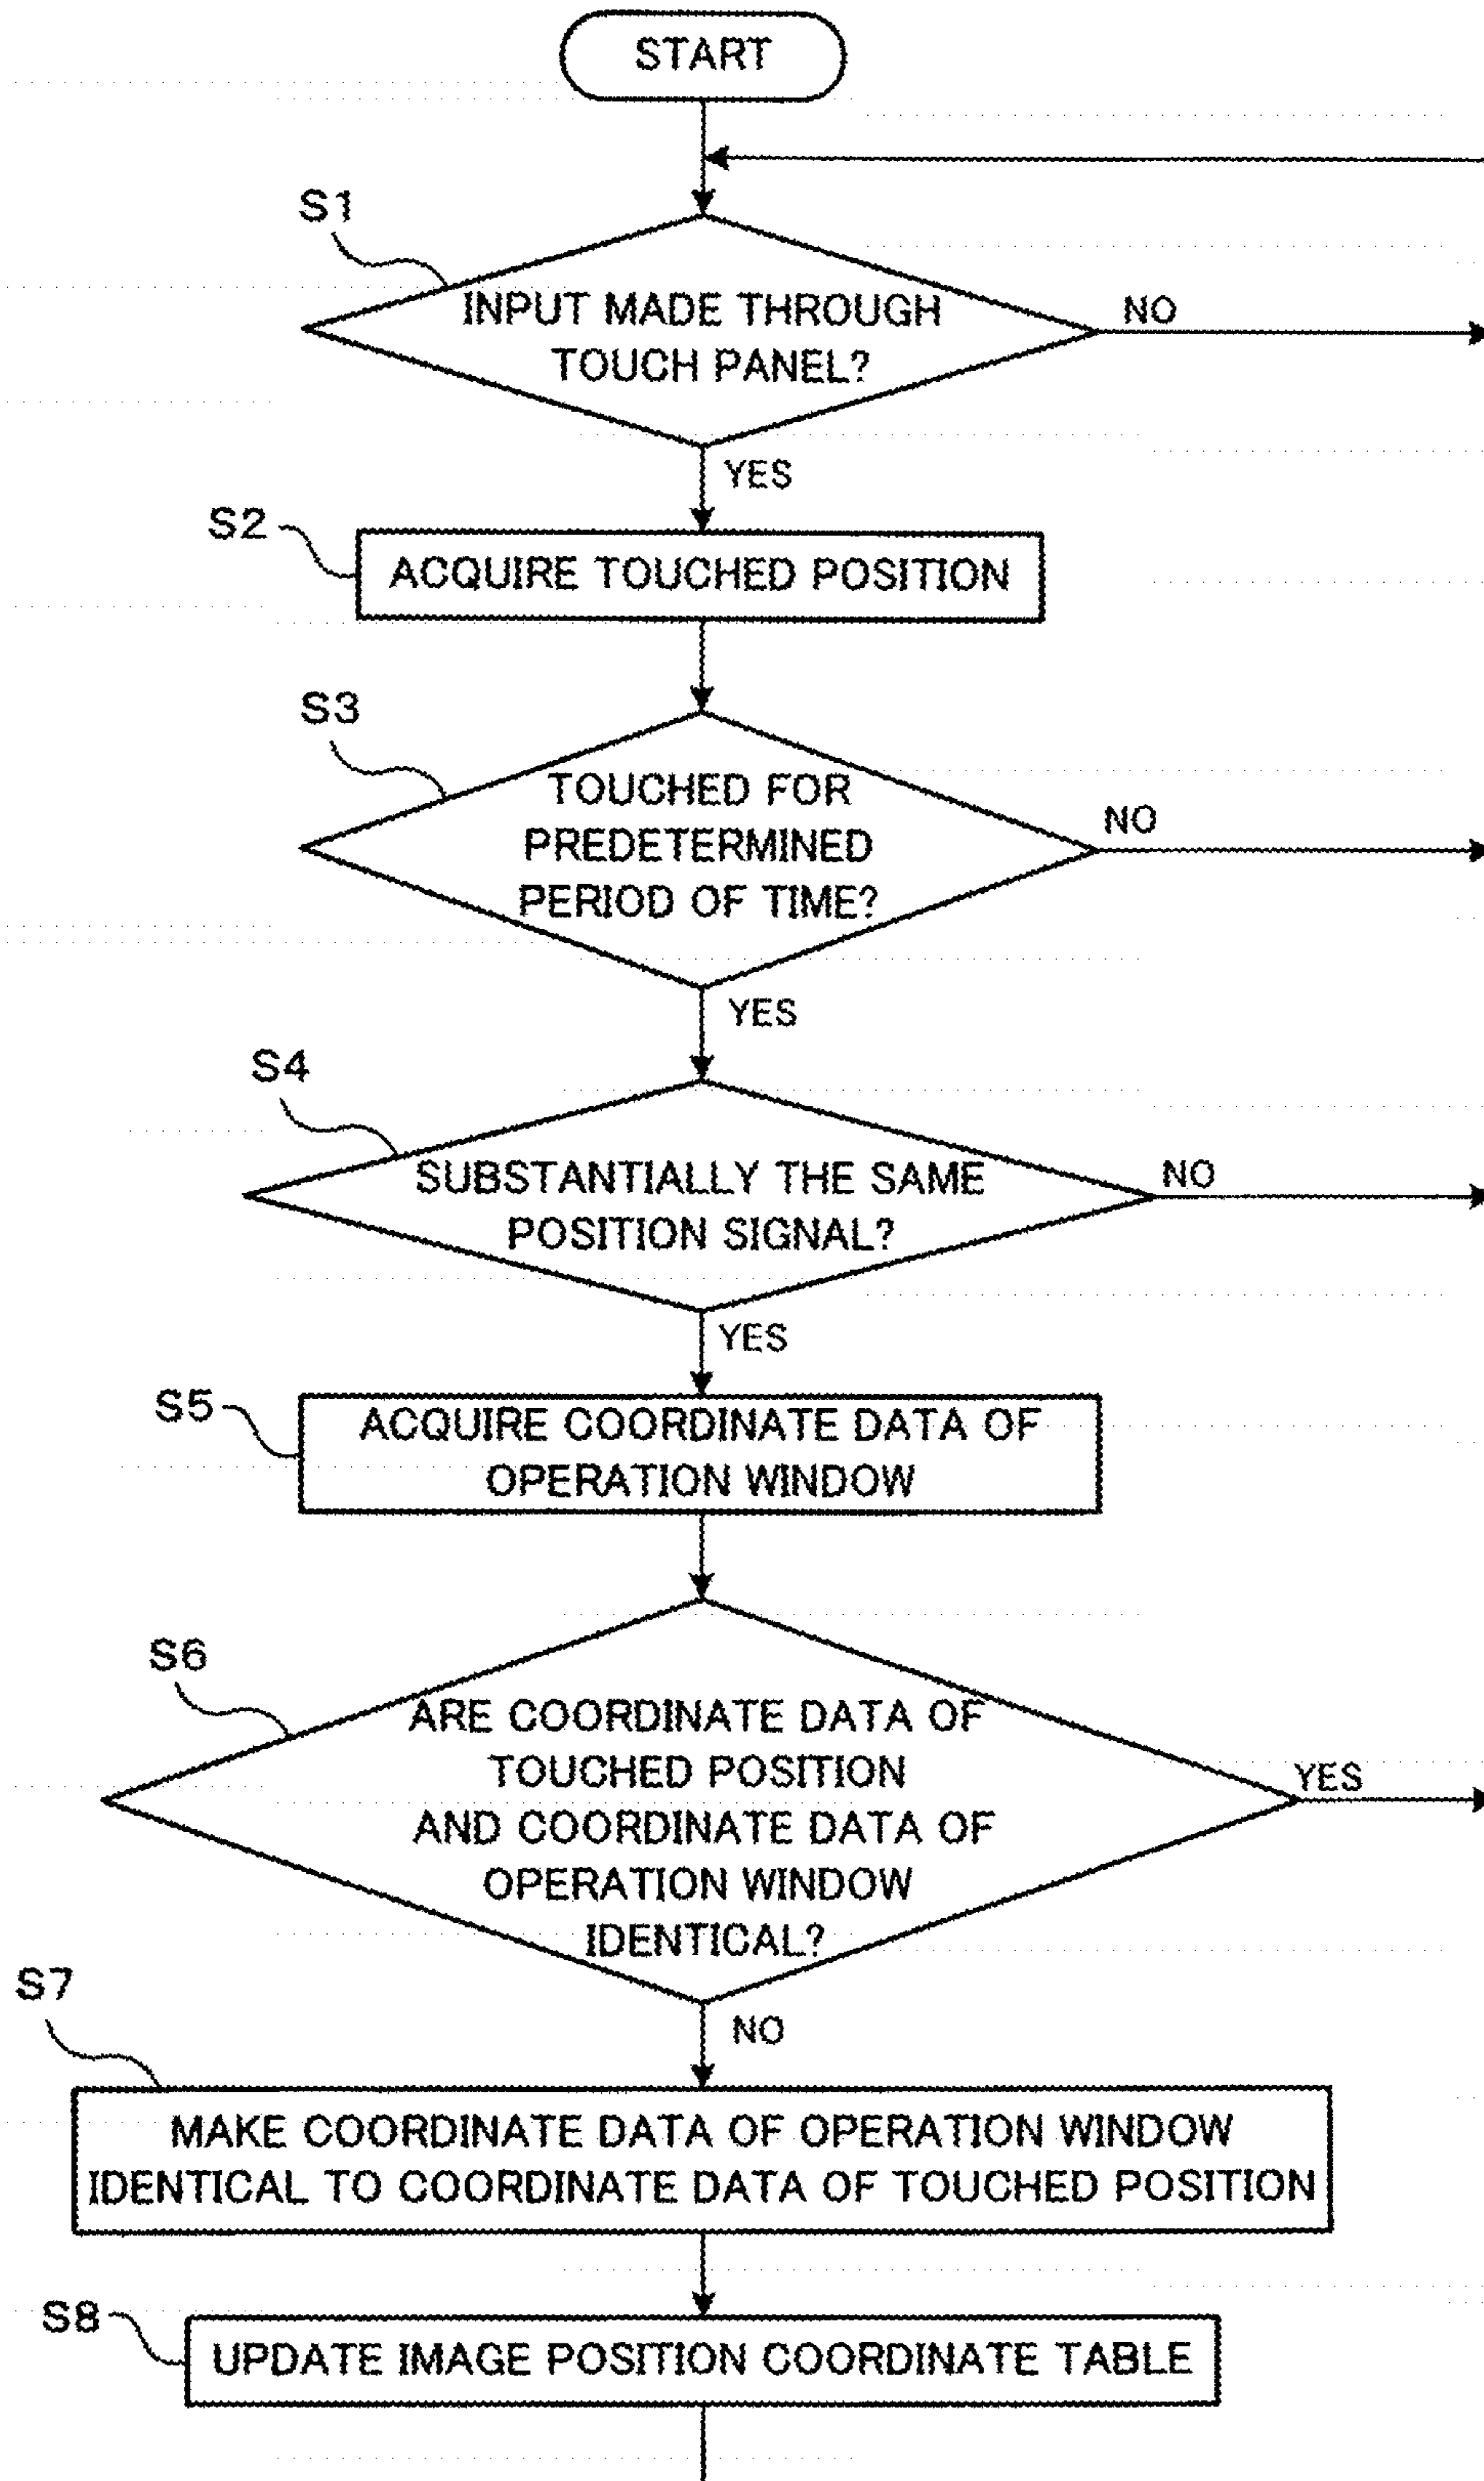 START
S1
INPUT MADE THROUGH
TOUCH PANEL?
NO
YES
S2
ACQUIRE TOUCHED POSITION
S3
TOUCHED FOR
PREDETERMINED
PERIOD OF TIME?
NO
YES
S4
SUBSTANTIALLY THE SAME
POSITION SIGNAL?
NO
YES
S5
ACQUIRE COORDINATE DATA OF
OPERATION WINDOW
S6
ARE COORDINATE DATA OF
TOUCHED POSITION
AND COORDINATE DATA OF
OPERATION WINDOW
IDENTICAL?
YES
NO
S7
MAKE COORDINATE DATA OF OPERATION WINDOW
IDENTICAL TO COORDINATE DATA OF TOUCHED POSITION
S8
UPDATE IMAGE POSITION COORDINATE TABLE